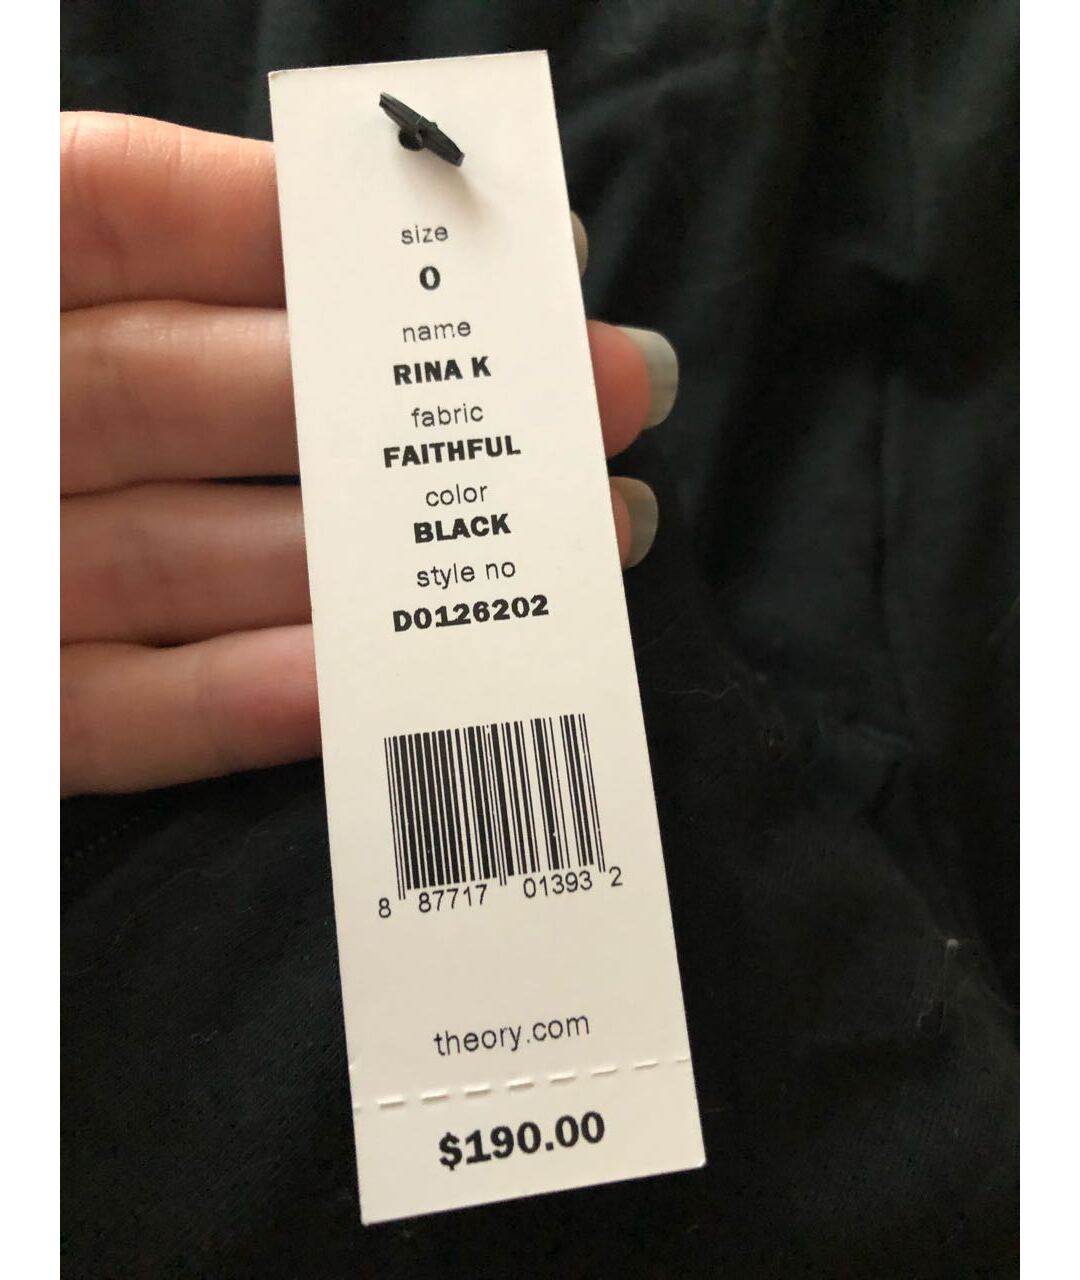 size
0
name
RINA K
fabric
FAITHFUL
color
BLACK
style no
D0126202
8 87717 01393 2
theory.com
$190.00